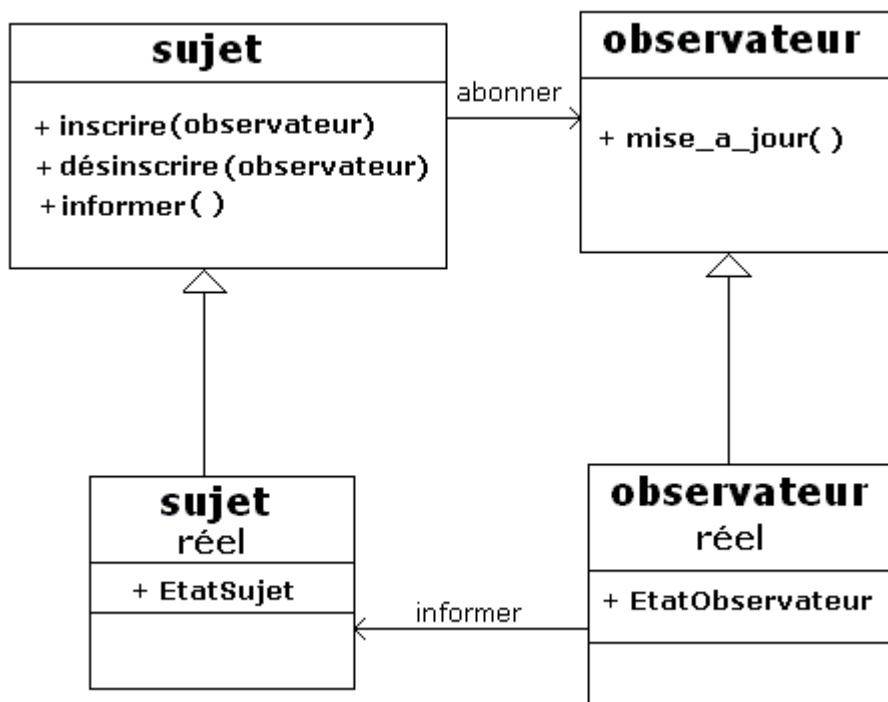 sujet
+ inscrire(observateur)
+ désinscrire(observateur)
+informer( )
abonner
observateur
+ mise_a_jour( )
sujet
réel
+ EtatSujet
informer
observateur
réel
+ EtatObservateur